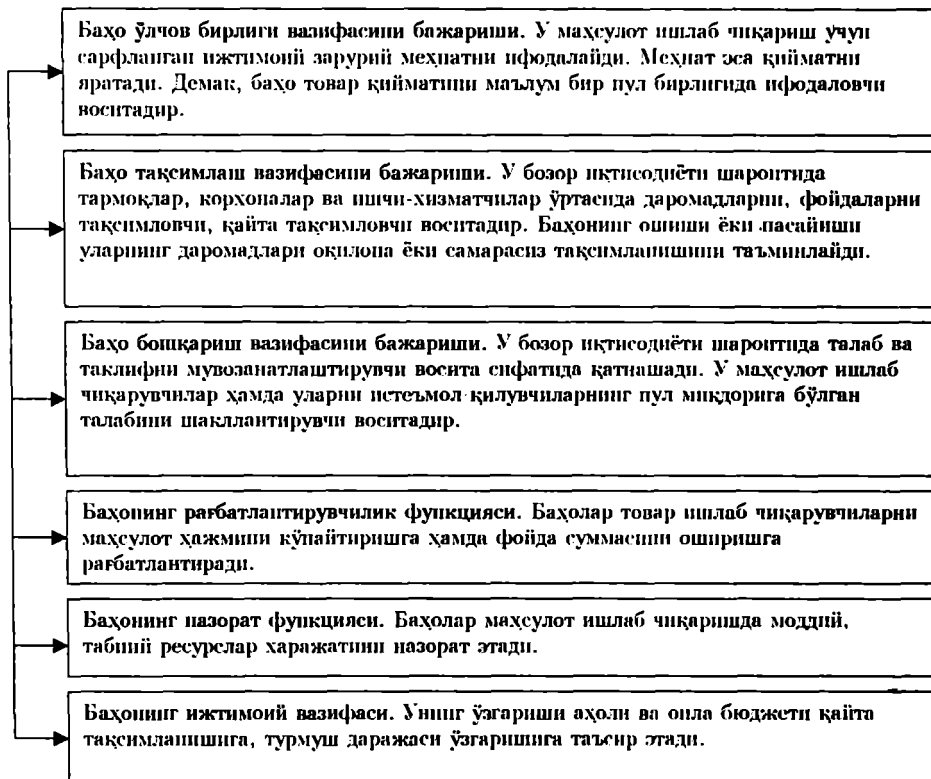 Баҳо ўлчов бирлиги вазифасини бажариши. У маҳсулот ишлаб чиқариш учун
сарфланган ижтимоий зарурий меҳнатни ифодалайди. Меҳнат эса қийматни
яратади. Демак, баҳо товар қийматини маълум бир пул бирлигида ифодаловчи
воситадир.
Баҳо тақсимлаш вазифасини бажариши. У бозор иқтисодиёти шароитида
тармоқлар, корхоналар ва ишчи-хизматчилар ўртасида даромадларни, фойдаларни
тақсимловчи, қайта тақсимловчи воситадир. Баҳонинг ошиши ёки пасайиши
уларнинг даромадлари оқилона ёки самарасиз тақсимланишини таъминлайди.
Баҳо бошқариш вазифасини бажариши. У бозор иқтисодиёти шароитида талаб ва
таклифни мувозанатлаштирувчи восита сифатида қатнашади. У маҳсулот ишлаб
чиқарувчилар ҳамда уларни истеъмол қилувчиларнинг пул миқдорига бўлган
талабини шакллантирувчи воситадир.
Баҳонинг рағбатлантирувчилик функцияси. Баҳолар товар ишлаб чиқарувчиларни
маҳсулот ҳажмини кўпайтиришга ҳамда фойда суммасини оширишга
рағбатлантиради.
Баҳонинг назорат функцияси. Баҳолар маҳсулот ишлаб чиқаришда моддий,
табиий ресурслар харажатини назорат этади.
Баҳонинг ижтимоий вазифаси. Унинг ўзгариши аҳоли ва оила бюджети қайта
тақсимланишига, турмуш даражаси ўзгаришига таъсир этади.